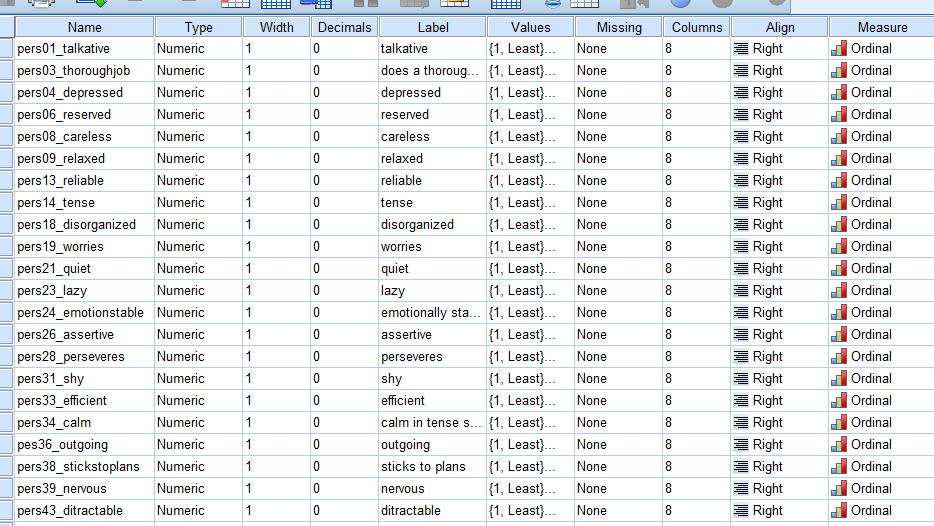 Name Type Width Decimals Label Values Missing Columns Align Measure
pers01_talkative Numeric 1 0 talkative {1, Least}... None 8 Right Ordinal
pers03_thoroughjob Numeric 1 0 does a thoroug... {1, Least}... None 8 Right Ordinal
pers04_depressed Numeric 1 0 depressed {1, Least}... None 8 Right Ordinal
pers06_reserved Numeric 1 0 reserved {1, Least}... None 8 Right Ordinal
pers08_careless Numeric 1 0 careless {1, Least}... None 8 Right Ordinal
pers09_relaxed Numeric 1 0 relaxed {1, Least}... None 8 Right Ordinal
pers13_reliable Numeric 1 0 reliable {1, Least}... None 8 Right Ordinal
pers14_tense Numeric 1 0 tense {1, Least}... None 8 Right Ordinal
pers18_disorganized Numeric 1 0 disorganized {1, Least}... None 8 Right Ordinal
pers19_worries Numeric 1 0 worries {1, Least}... None 8 Right Ordinal
pers21_quiet Numeric 1 0 quiet {1, Least}... None 8 Right Ordinal
pers23_lazy Numeric 1 0 lazy {1, Least}... None 8 Right Ordinal
pers24_emotionstable Numeric 1 0 emotionally sta... {1, Least}... None 8 Right Ordinal
pers26_assertive Numeric 1 0 assertive {1, Least}... None 8 Right Ordinal
pers28_perseveres Numeric 1 0 perseveres {1, Least}... None 8 Right Ordinal
pers31_shy Numeric 1 0 shy {1, Least}... None 8 Right Ordinal
pers33_efficient Numeric 1 0 efficient {1, Least}... None 8 Right Ordinal
pers34_calm Numeric 1 0 calm in tense s... {1, Least}... None 8 Right Ordinal
pes36_outgoing Numeric 1 0 outgoing {1, Least}... None 8 Right Ordinal
pers38_stickstoplans Numeric 1 0 sticks to plans {1, Least}... None 8 Right Ordinal
pers39_nervous Numeric 1 0 nervous {1, Least}... None 8 Right Ordinal
pers43_ditractable Numeric 1 0 ditractable {1, Least}... None 8 Right Ordinal